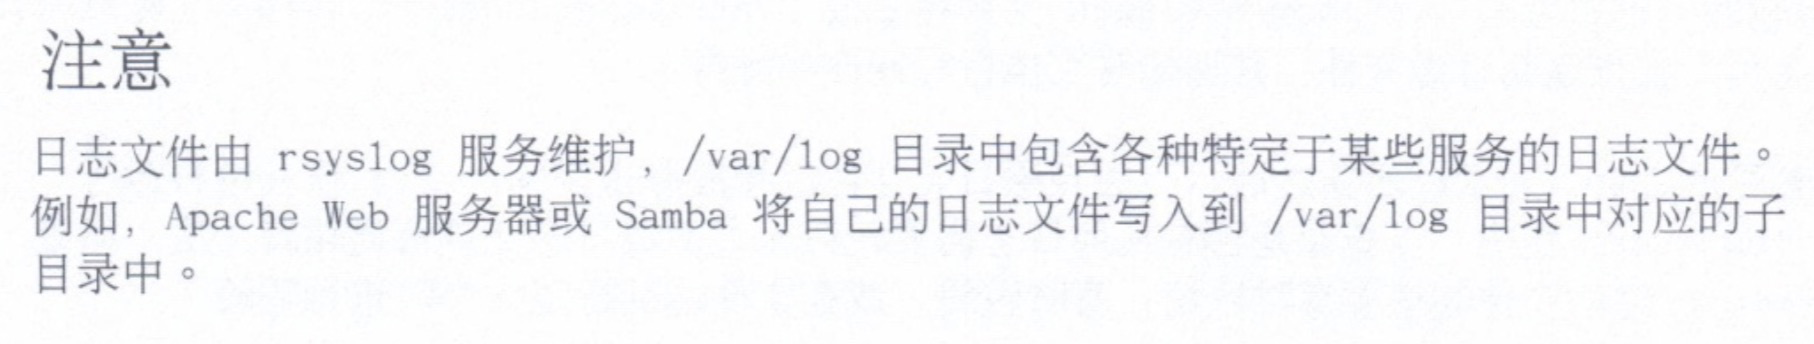 注意
日志文件由 rsyslog 服务维护, /var/log 目录中包含各种特定于某些服务的日志文件。
例如, Apache Web 服务器或 Samba 将自己的日志文件写入到 /var/log 目录中对应的子
目录中。